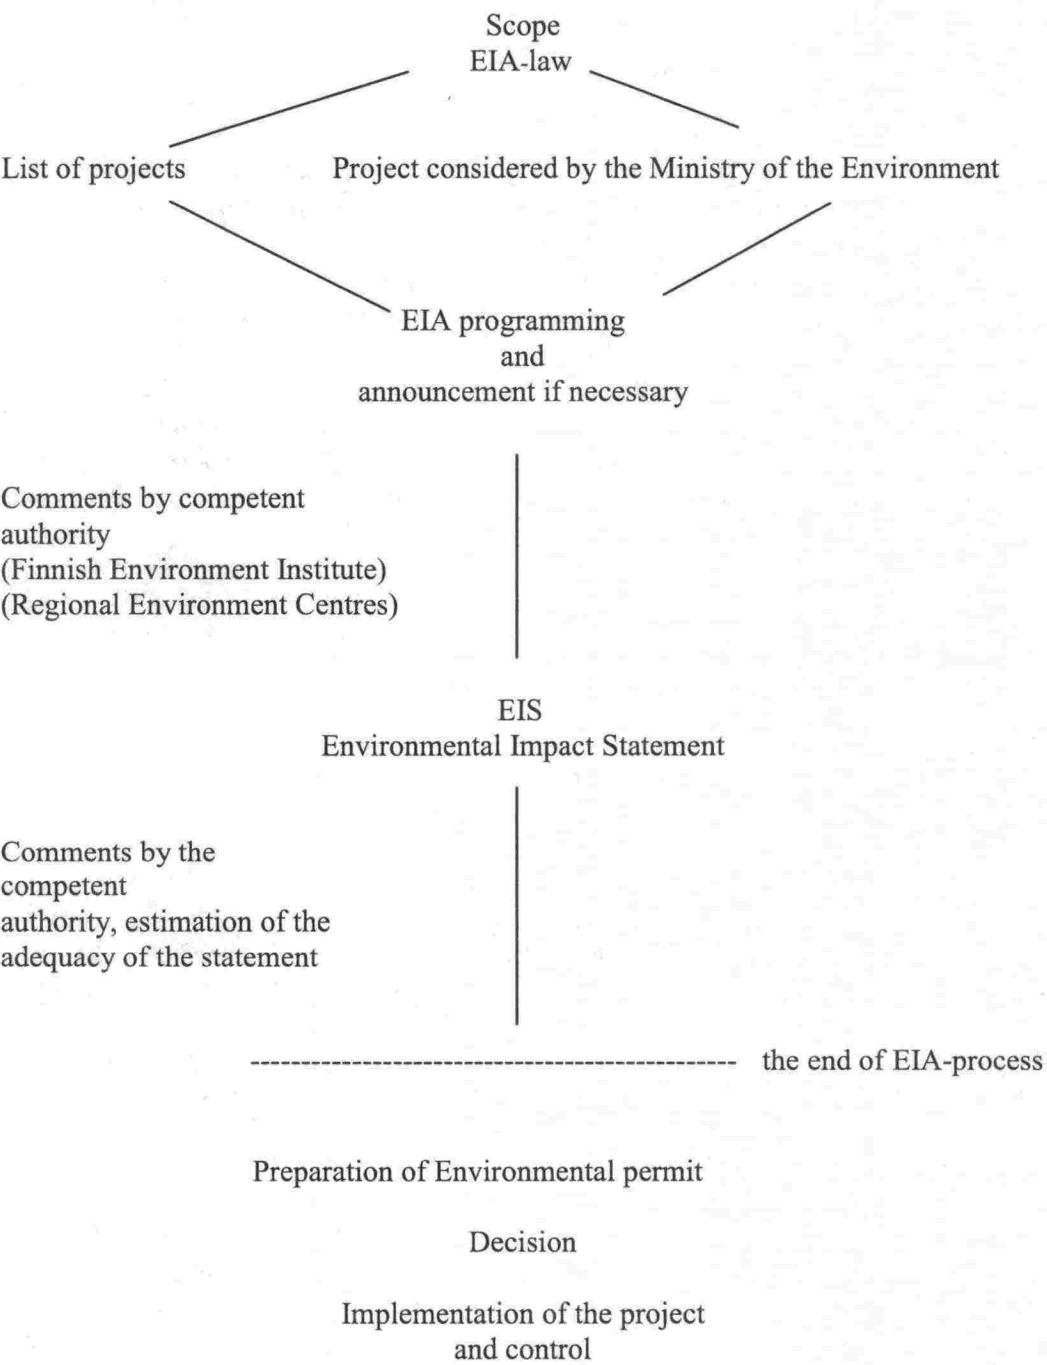 Scope
EIA-law
List of projects
Project considered by the Ministry of the Environment
EIA programming
and
announcement if necessary
Comments by competent
authority
(Finnish Environment Institute)
(Regional Environment Centres)
EIS
Environmental Impact Statement
Comments by the
competent
authority, estimation of the
adequacy of the statement
the end of EIA-process
Preparation of Environmental permit
Decision
Implementation of the project
and control